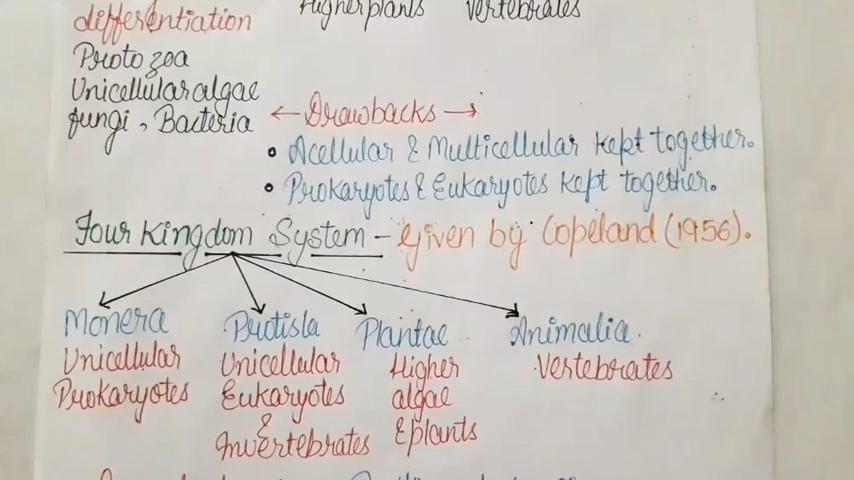 differentiation
Higher plants
Vertebrates
Protozoa
Unicellular algae
fungi, Bacteria
Drawbacks
Acellular & Multicellular kept together.
Prokaryotes & Eukaryotes kept together.
Four Kingdom System - Given by Copeland (1956).
Monera
Unicellular
Prokaryotes
Protista
Unicellular
Eukaryotes
&
Invertebrates
Plantae
Higher
algae
& plants
Animalia.
Vertebrates